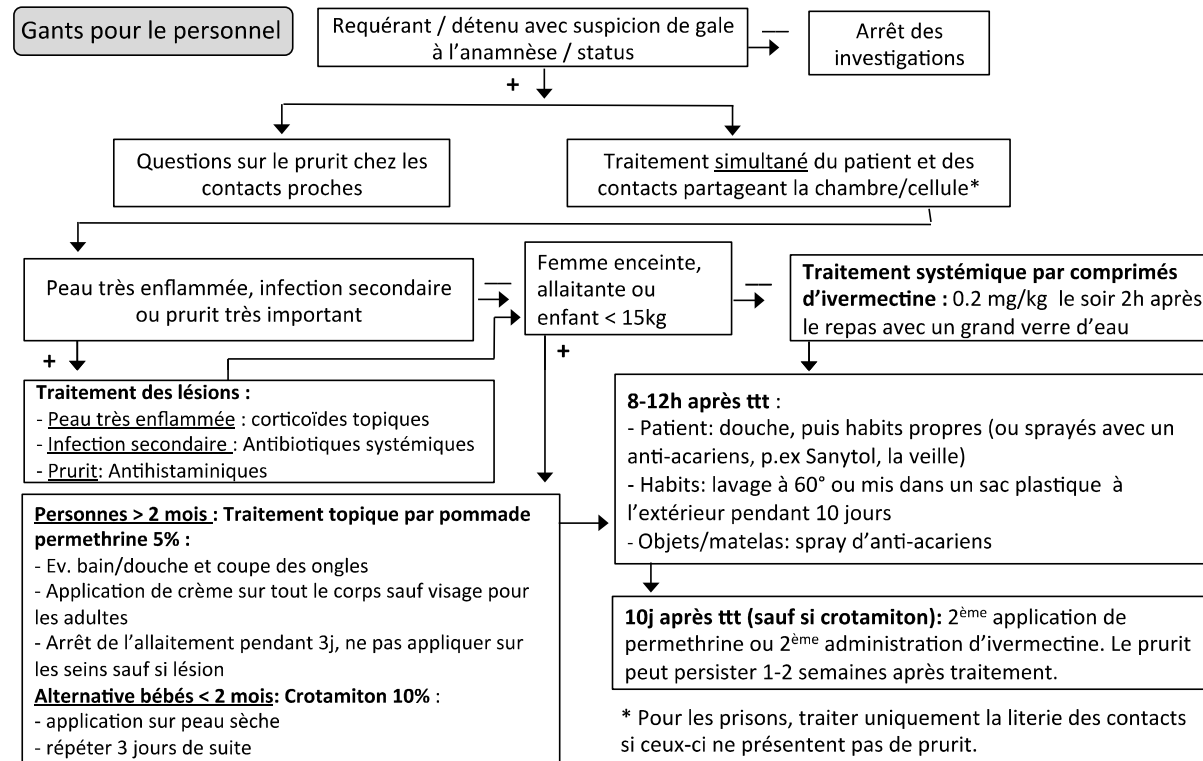 Gants pour le personnel
Requérant / détenu avec suspicion de gale
à l'anamnèse / status
Arrêt des
investigations
+
Questions sur le prurit chez les
contacts proches
Traitement simultané du patient et des
contacts partageant la chambre/cellule*
Peau très enflammée, infection secondaire
ou prurit très important
Femme enceinte,
allaitante ou
enfant < 15kg
Traitement systémique par comprimés
d'ivermectine : 0.2 mg/kg le soir 2h après
le repas avec un grand verre d'eau
+
+
Traitement des lésions :
- Peau très enflammée : corticoïdes topiques
- Infection secondaire : Antibiotiques systémiques
- Prurit: Antihistaminiques
8-12h après ttt :
- Patient: douche, puis habits propres (ou sprayés avec un
anti-acariens, p.ex Sanytol, la veille)
- Habits: lavage à 60° ou mis dans un sac plastique à
l'extérieur pendant 10 jours
- Objets/matelas: spray d'anti-acariens
Personnes > 2 mois : Traitement topique par pommade
permethrine 5% :
- Ev. bain/douche et coupe des ongles
- Application de crème sur tout le corps sauf visage pour
les adultes
- Arrêt de l'allaitement pendant 3j, ne pas appliquer sur
les seins sauf si lésion
Alternative bébés < 2 mois: Crotamiton 10% :
- application sur peau sèche
- répéter 3 jours de suite
10j après ttt (sauf si crotamiton): 2ème application de
permethrine ou 2ème administration d'ivermectine. Le prurit
peut persister 1-2 semaines après traitement.
* Pour les prisons, traiter uniquement la literie des contacts
si ceux-ci ne présentent pas de prurit.